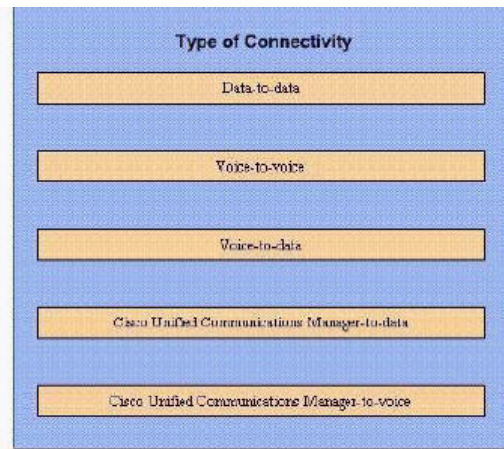 Type of Connectivity
Data-to-data
Voice-to-voice
Voice-to-data
Cisco Unified Communications Manager-to-data
Cisco Unified Communications Manager-to-voice